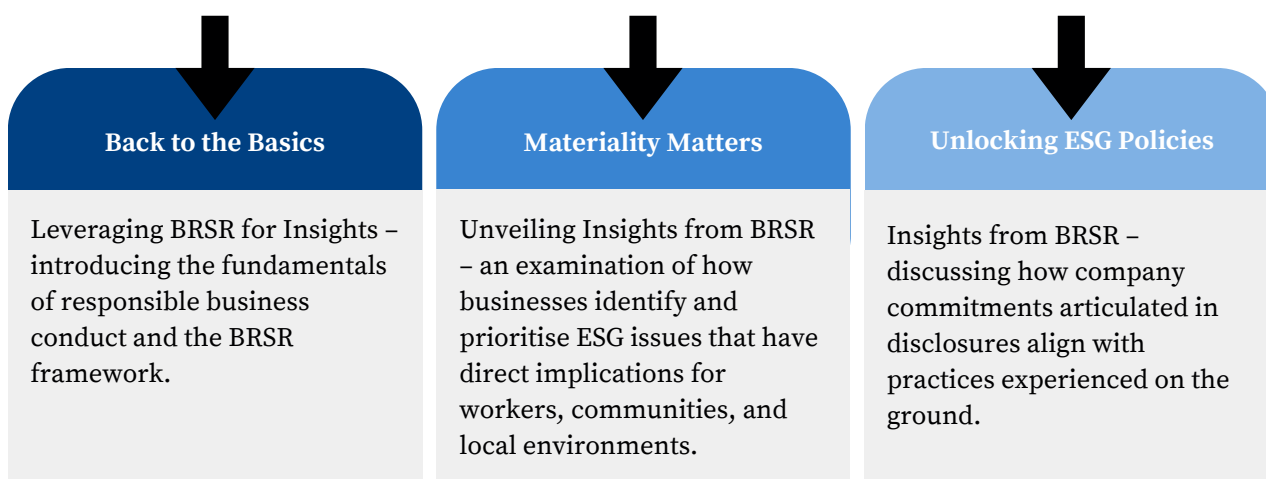 Back to the Basics
Leveraging BRSR for Insights –
introducing the fundamentals
of responsible business
conduct and the BRSR
framework.
Materiality Matters
Unveiling Insights from BRSR
– an examination of how
businesses identify and
prioritise ESG issues that have
direct implications for
workers, communities, and
local environments.
Unlocking ESG Policies
Insights from BRSR –
discussing how company
commitments articulated in
disclosures align with
practices experienced on the
ground.